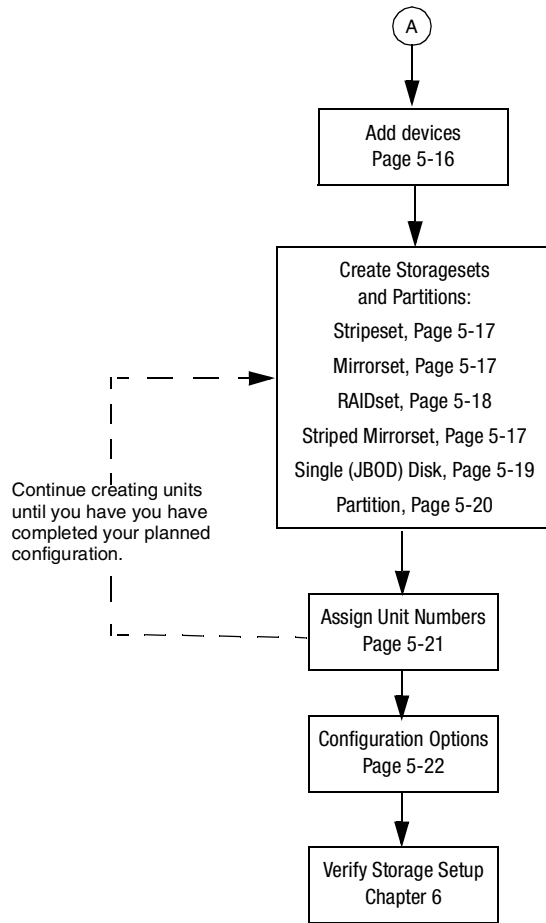 A
Add devices
Page 5-16
Create Storagesets
and Partitions:
Stripeset, Page 5-17
Mirrorset, Page 5-17
RAIDset, Page 5-18
Striped Mirrorset, Page 5-17
Single (JBOD) Disk, Page 5-19
Partition, Page 5-20
Continue creating units
until you have you have
completed your planned
configuration.
Assign Unit Numbers
Page 5-21
Configuration Options
Page 5-22
Verify Storage Setup
Chapter 6